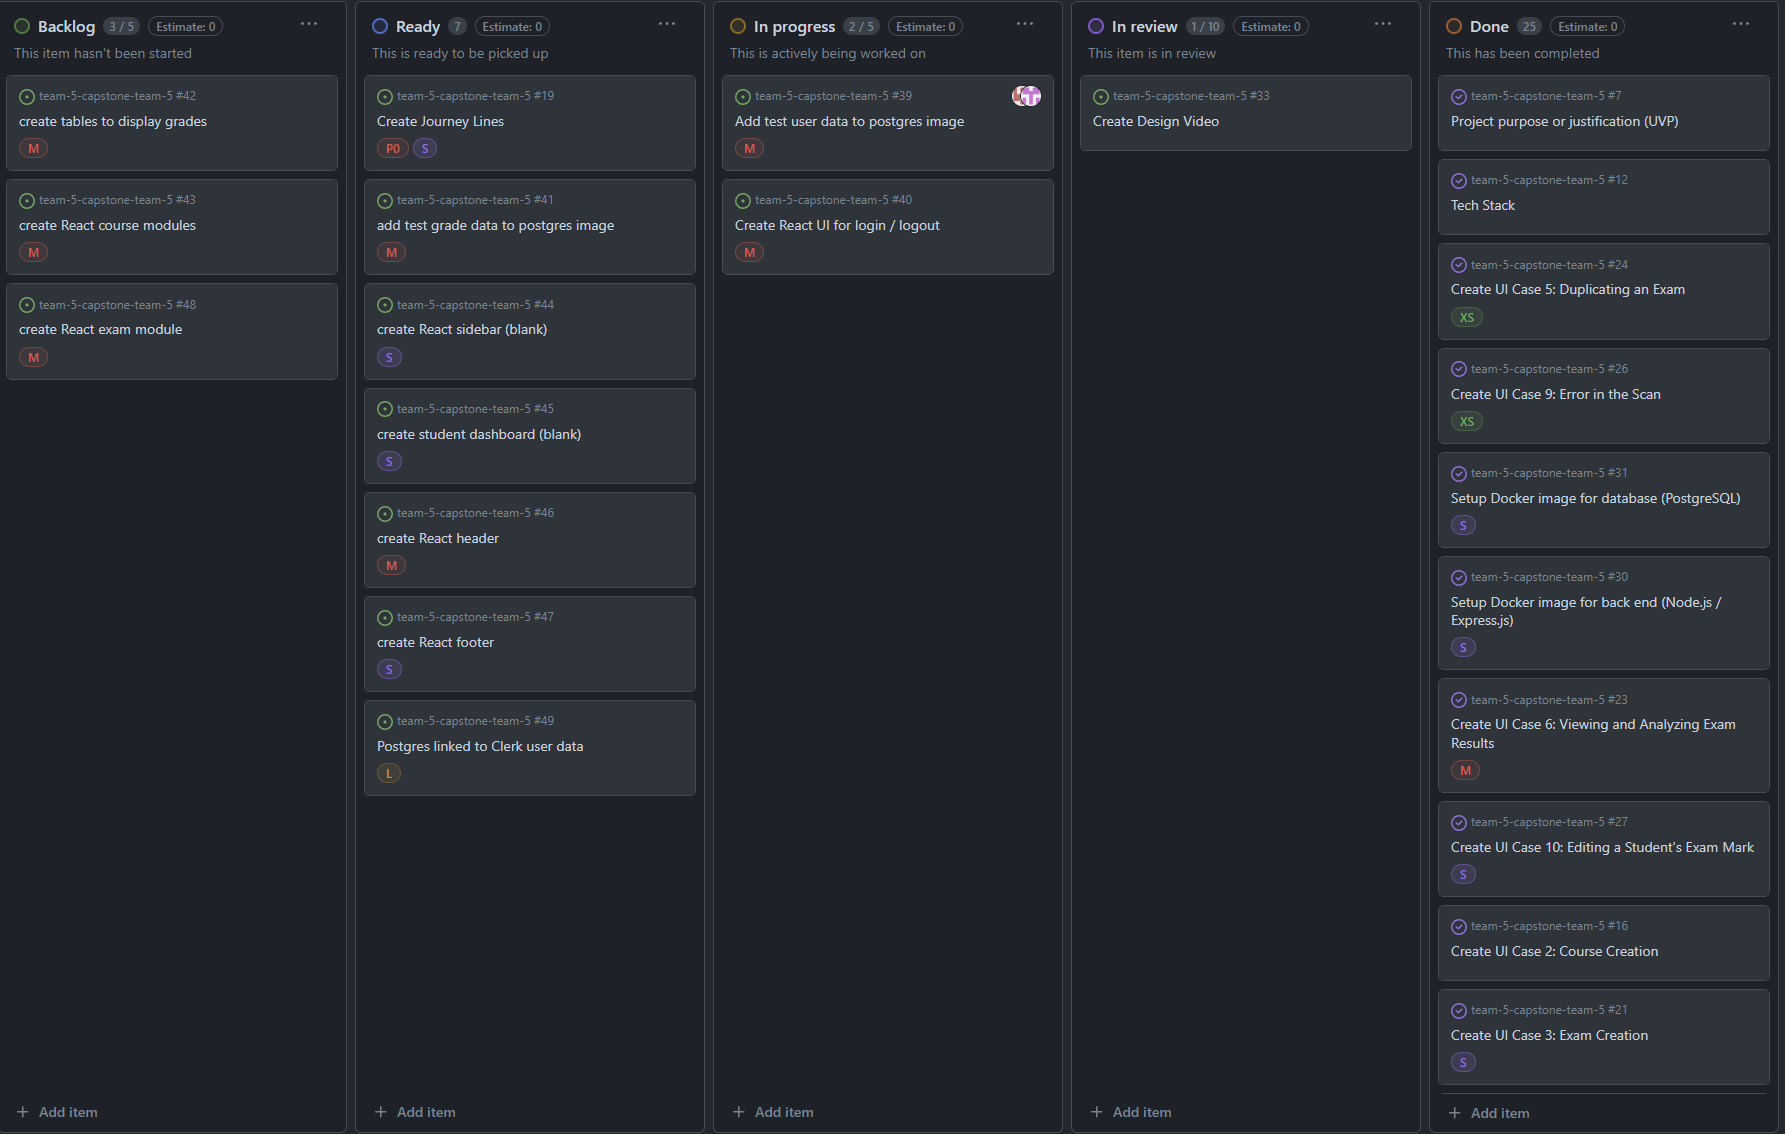 Backlog 3 / 5 Estimate: 0
This item hasn't been started
team-5-capstone-team-5 #42
create tables to display grades
M
team-5-capstone-team-5 #43
create React course modules
M
team-5-capstone-team-5 #48
create React exam module
M
Add item
Ready 7 Estimate: 0
This is ready to be picked up
team-5-capstone-team-5 #19
Create Journey Lines
P0 S
team-5-capstone-team-5 #41
add test grade data to postgres image
M
team-5-capstone-team-5 #44
create React sidebar (blank)
S
team-5-capstone-team-5 #45
create student dashboard (blank)
S
team-5-capstone-team-5 #46
create React header
M
team-5-capstone-team-5 #47
create React footer
S
team-5-capstone-team-5 #49
Postgres linked to Clerk user data
L
Add item
In progress 2 / 5 Estimate: 0
This is actively being worked on
team-5-capstone-team-5 #39
Add test user data to postgres image
M
team-5-capstone-team-5 #40
Create React UI for login / logout
M
Add item
In review 1 / 10 Estimate: 0
This item is in review
team-5-capstone-team-5 #33
Create Design Video
Add item
Done 25 Estimate: 0
This has been completed
team-5-capstone-team-5 #7
Project purpose or justification (UVP)
team-5-capstone-team-5 #12
Tech Stack
team-5-capstone-team-5 #24
Create UI Case 5: Duplicating an Exam
XS
team-5-capstone-team-5 #26
Create UI Case 9: Error in the Scan
XS
team-5-capstone-team-5 #31
Setup Docker image for database (PostgreSQL)
S
team-5-capstone-team-5 #30
Setup Docker image for back end (Node.js /
Express.js)
S
team-5-capstone-team-5 #23
Create UI Case 6: Viewing and Analyzing Exam
Results
M
team-5-capstone-team-5 #27
Create UI Case 10: Editing a Student's Exam Mark
S
team-5-capstone-team-5 #16
Create UI Case 2: Course Creation
team-5-capstone-team-5 #21
Create UI Case 3: Exam Creation
S
Add item